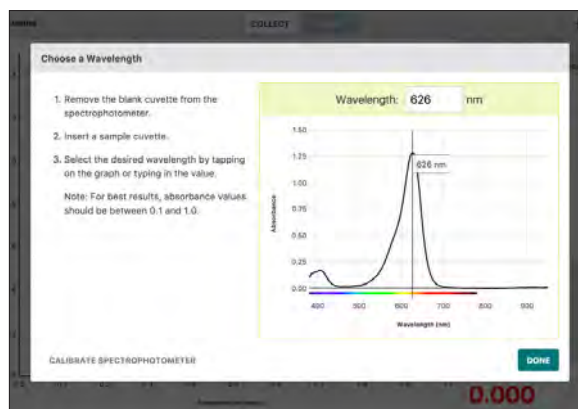 COLLECT
Choose a Wavelength
1. Remove the blank cuvette from the
spectrophotometer.
2. Insert a sample cuvette.
3. Select the desired wavelength by tapping
on the graph or typing in the value.
Note: For best results, absorbance values
should be between 0.1 and 1.0.
Wavelength: 626 nm
1.50
1.25
626 nm
1.00
0.75
0.50
0.25
0.00
Absorbance
400 500 600 700 800 900
Wavelength (nm)
CALIBRATE SPECTROPHOTOMETER
DONE
0.000